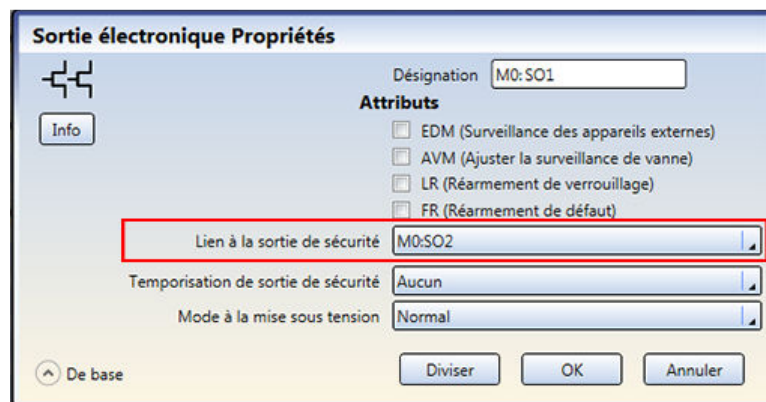 Sortie électronique Propriétés
Désignation M0:SO1
Attributs
Info
EDM (Surveillance des appareils externes)
AVM (Ajuster la surveillance de vanne)
LR (Réarmement de verrouillage)
FR (Réarmement de défaut)
Lien à la sortie de sécurité M0:SO2
Temporisation de sortie de sécurité Aucun
Mode à la mise sous tension Normal
De base Diviser OK Annuler